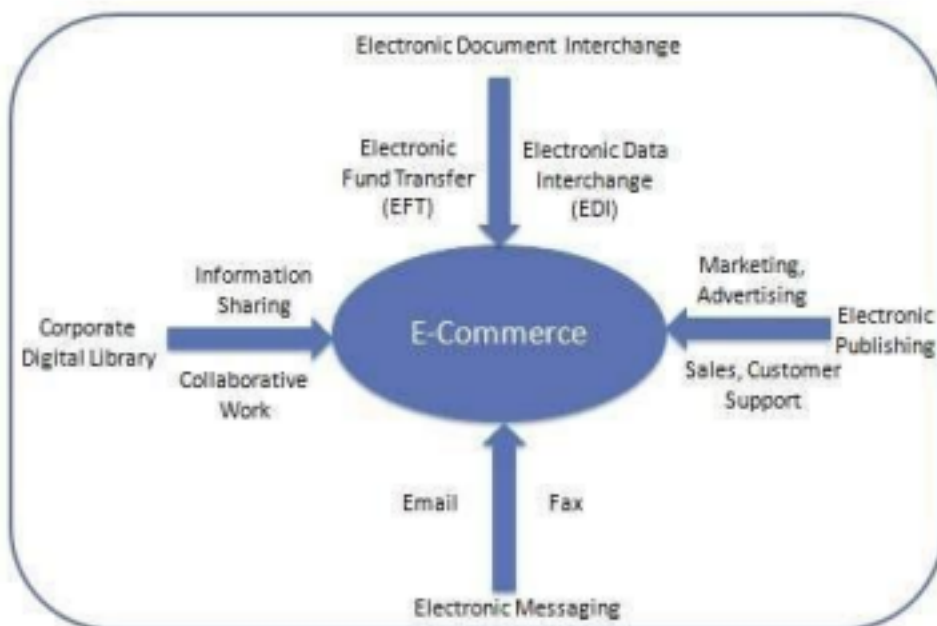 Electronic Document Interchange
Electronic
Fund Transfer
(EFT)
Electronic Data
Interchange
(EDI)
Information
Sharing
Marketing,
Advertising
Corporate
Digital Library
E-Commerce
Electronic
Publishing
Collaborative
Work
Sales, Customer
Support
Email
Fax
Electronic Messaging